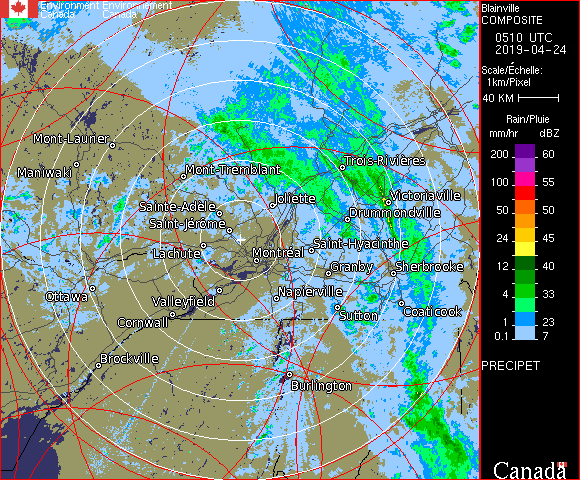 Environment Environnement
Canada Canada
Mont-Laurier
Maniwaki
Mont-Tremblant
Trois-Rivières
Joliette
Victoriaville
Sainte-Adèle
Drummondville
Saint-Jérôme
Lachute
Montréal
Saint-Hyacinthe
Granby
Sherbrooke
Ottawa
Valleyfield
Napierville
Cornwall
Sutton
Coaticook
Brockville
Burlington
Blainville
COMPOSITE
0510 UTC
2019-04-24
Scale/Échelle:
1km/Pixel
40 KM
Rain/Pluie
mm/hr dBZ
200 60
100 55
50 50
24 45
12 40
4 33
1 23
0.1 7
PRECIPET
Canada